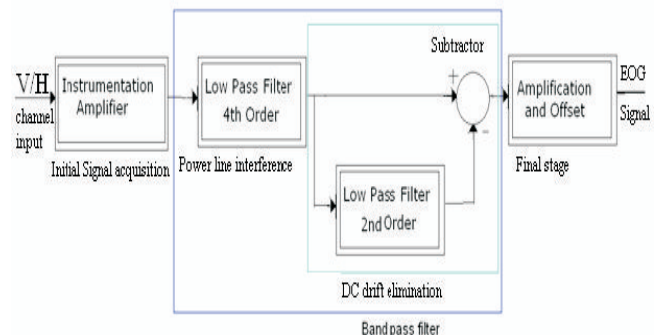 V/H
channel
input
Instrumentation
Amplifier
Initial Signal acquisition
Low Pass Filter
4th Order
Power line interference
Subtractor
+
-
Low Pass Filter
2nd Order
DC drift elimination
Band pass filter
Amplification
and Offset
Final stage
EOG
Signal